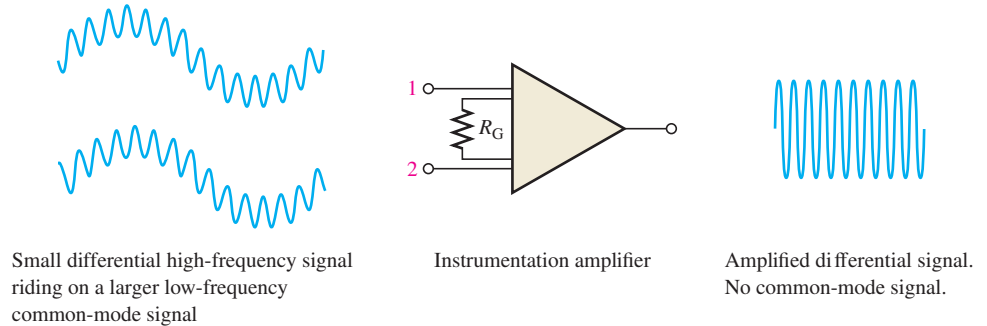 1
R_G
2
Small differential high-frequency signal
riding on a larger low-frequency
common-mode signal
Instrumentation amplifier
Amplified differential signal.
No common-mode signal.